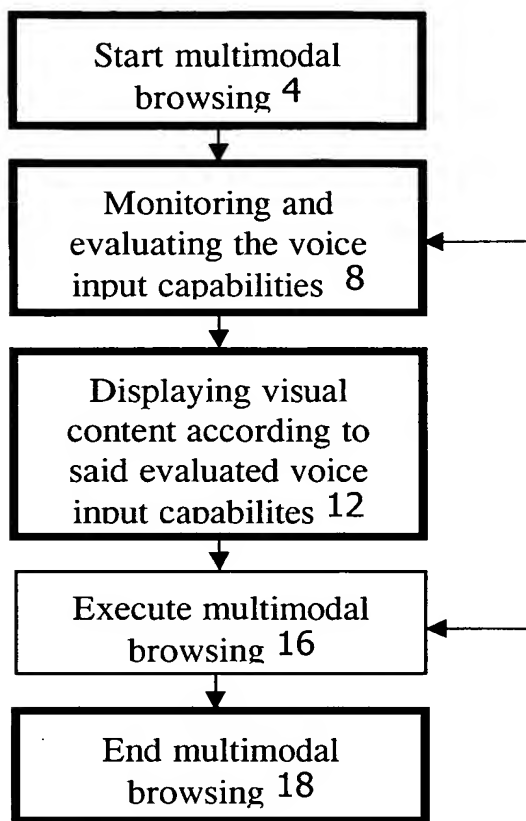 Start multimodal
browsing 4
Monitoring and
evaluating the voice
input capabilities 8
Displaying visual
content according to
said evaluated voice
input capabilites 12
Execute multimodal
browsing 16
End multimodal
browsing 18